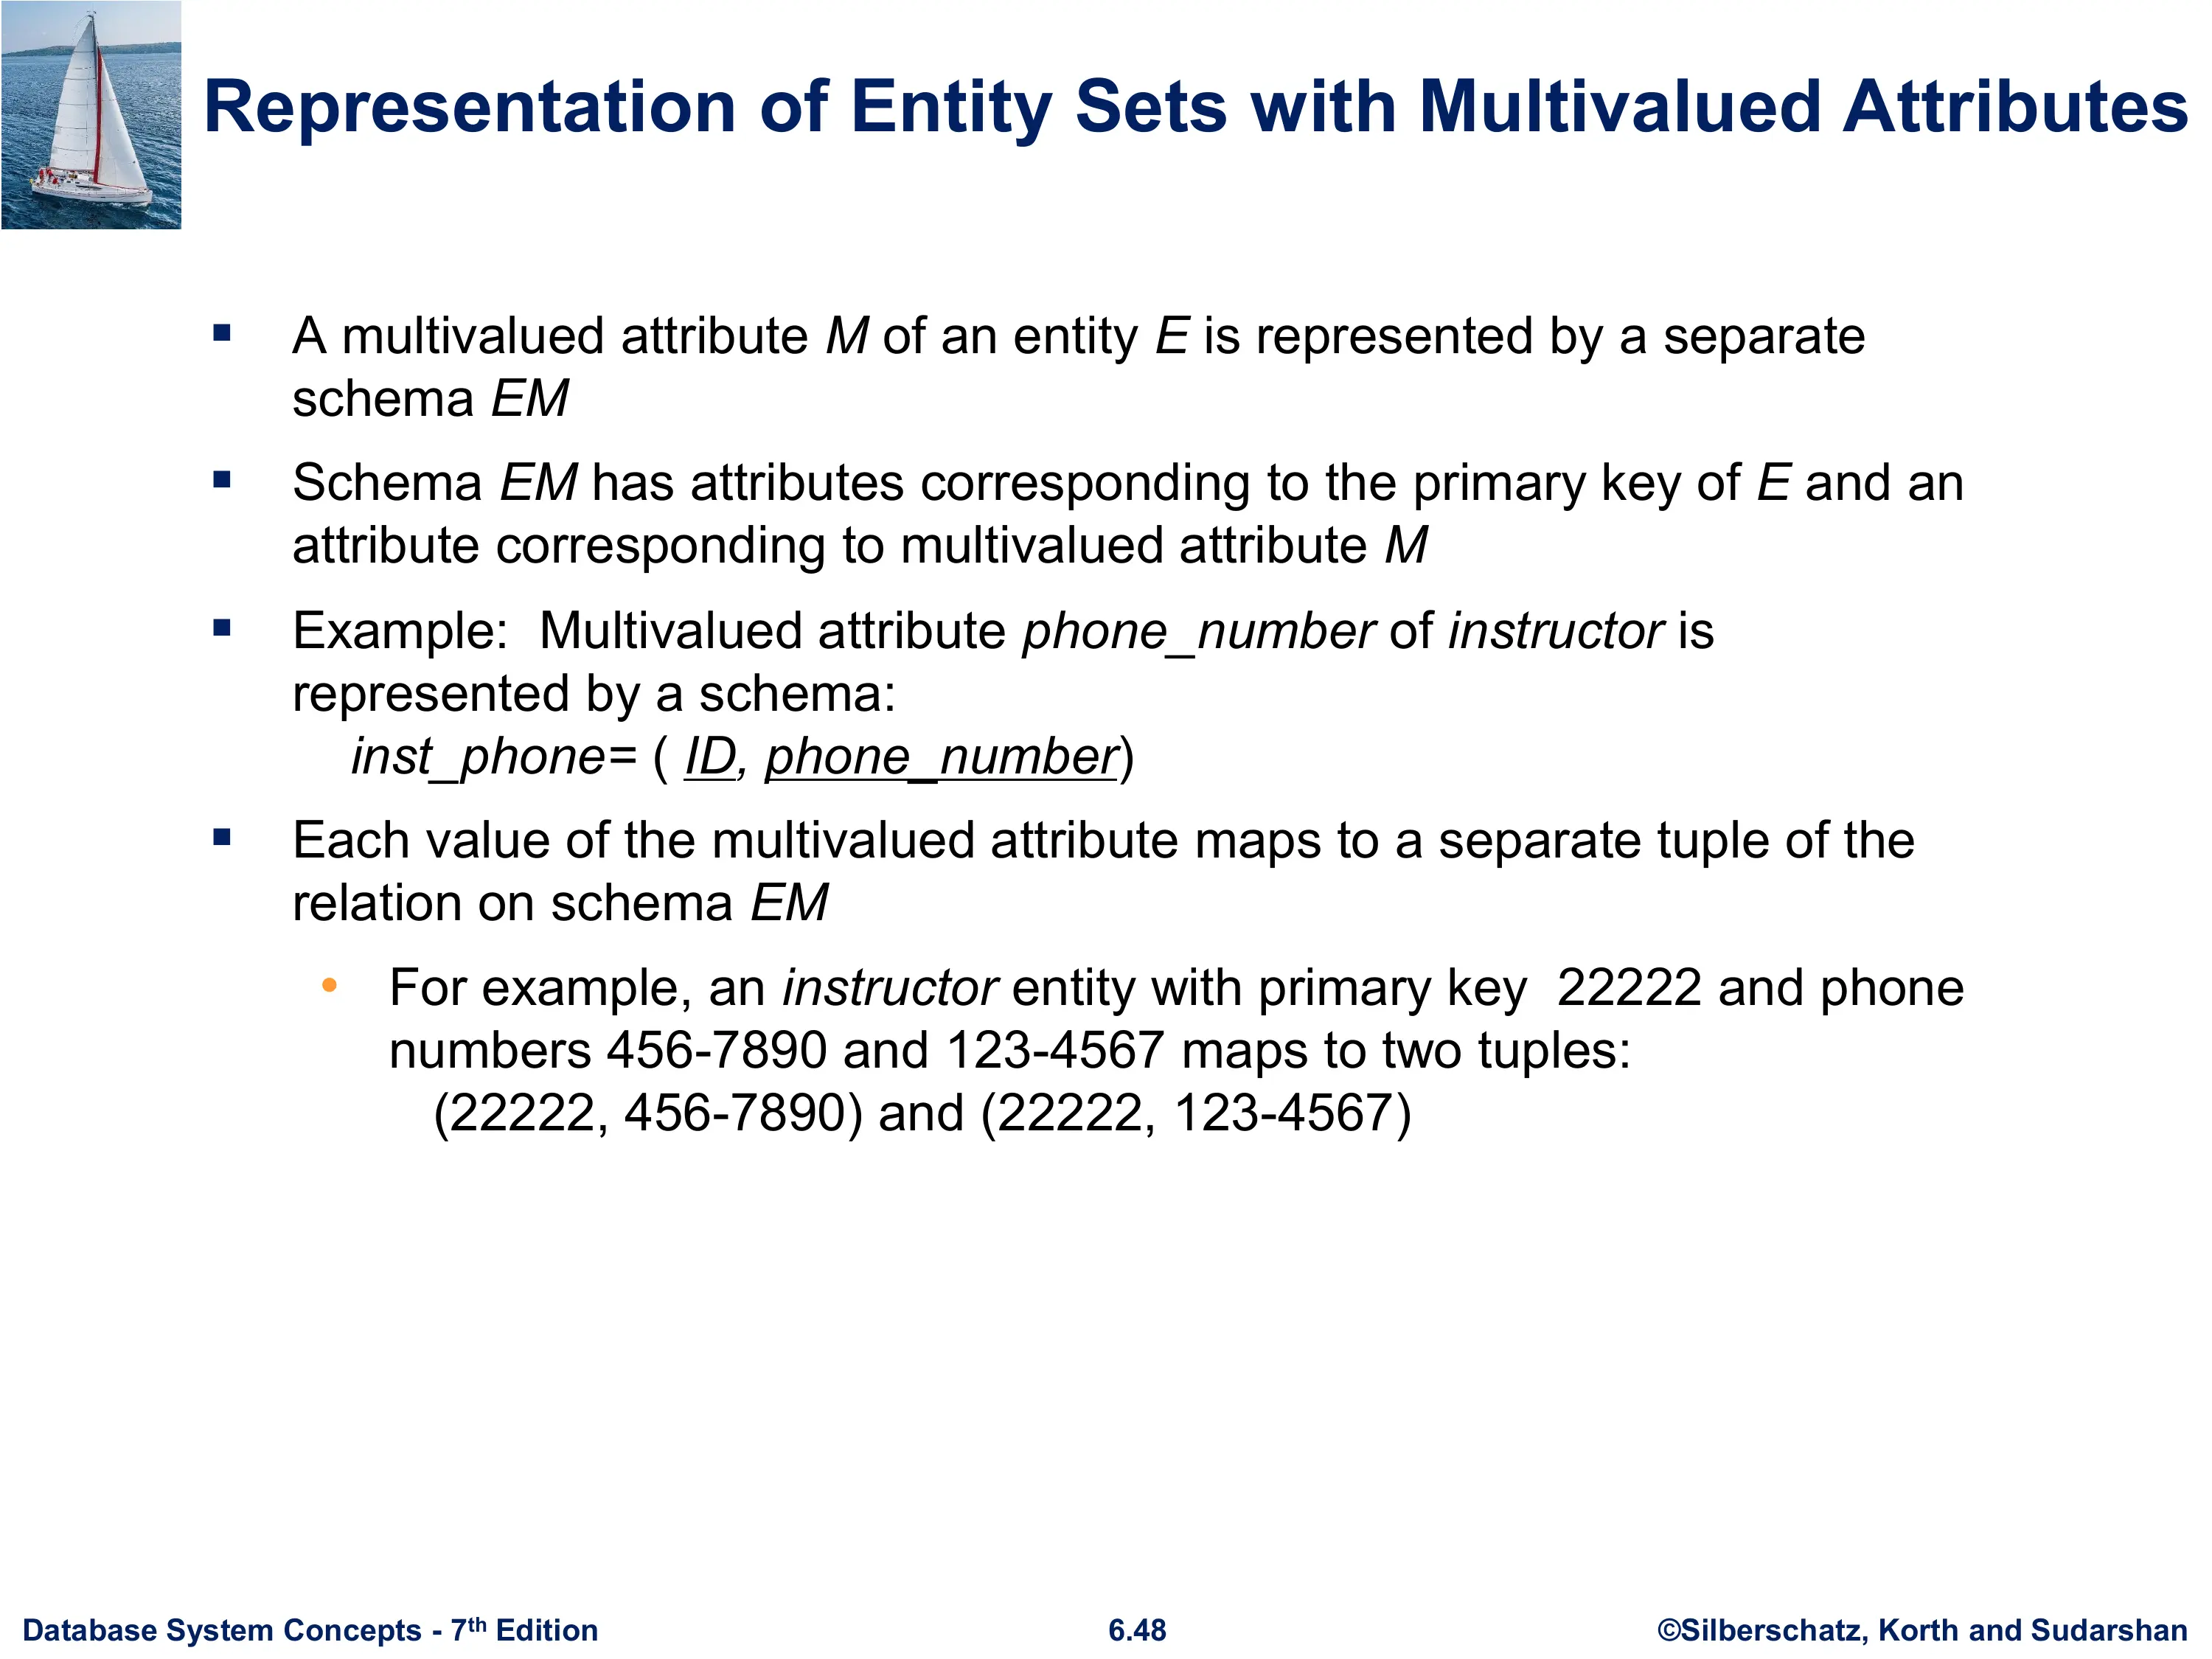 Representation of Entity Sets with Multivalued Attributes
▪ A multivalued attribute M of an entity E is represented by a separate
schema EM
▪ Schema EM has attributes corresponding to the primary key of E and an
attribute corresponding to multivalued attribute M
▪ Example:  Multivalued attribute phone_number of instructor is
represented by a schema:
inst_phone= ( ID, phone_number)
▪ Each value of the multivalued attribute maps to a separate tuple of the
relation on schema EM
• For example, an instructor entity with primary key  22222 and phone
numbers 456-7890 and 123-4567 maps to two tuples:
(22222, 456-7890) and (22222, 123-4567)
Database System Concepts - 7th Edition
6.48
©Silberschatz, Korth and Sudarshan